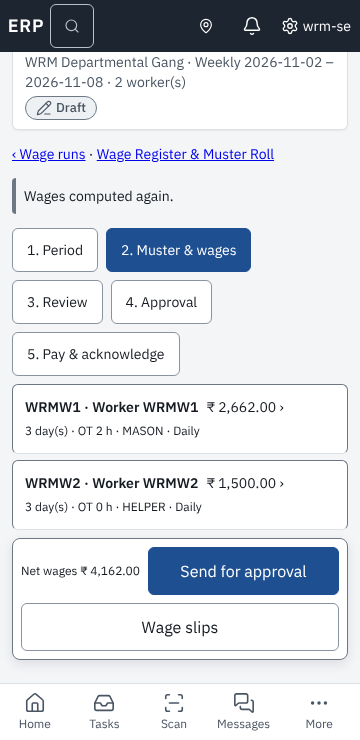 ERP
wrm-se
WRM Departmental Gang · Weekly 2026-11-02 –
2026-11-08 · 2 worker(s)
Draft
‹ Wage runs · Wage Register & Muster Roll
Wages computed again.
1. Period
2. Muster & wages
3. Review
4. Approval
5. Pay & acknowledge
WRMW1 · Worker WRMW1 ₹ 2,662.00 ›
3 day(s) · OT 2 h · MASON · Daily
WRMW2 · Worker WRMW2 ₹ 1,500.00 ›
3 day(s) · OT 0 h · HELPER · Daily
Net wages ₹ 4,162.00
Send for approval
Wage slips
Home
Tasks
Scan
Messages
More